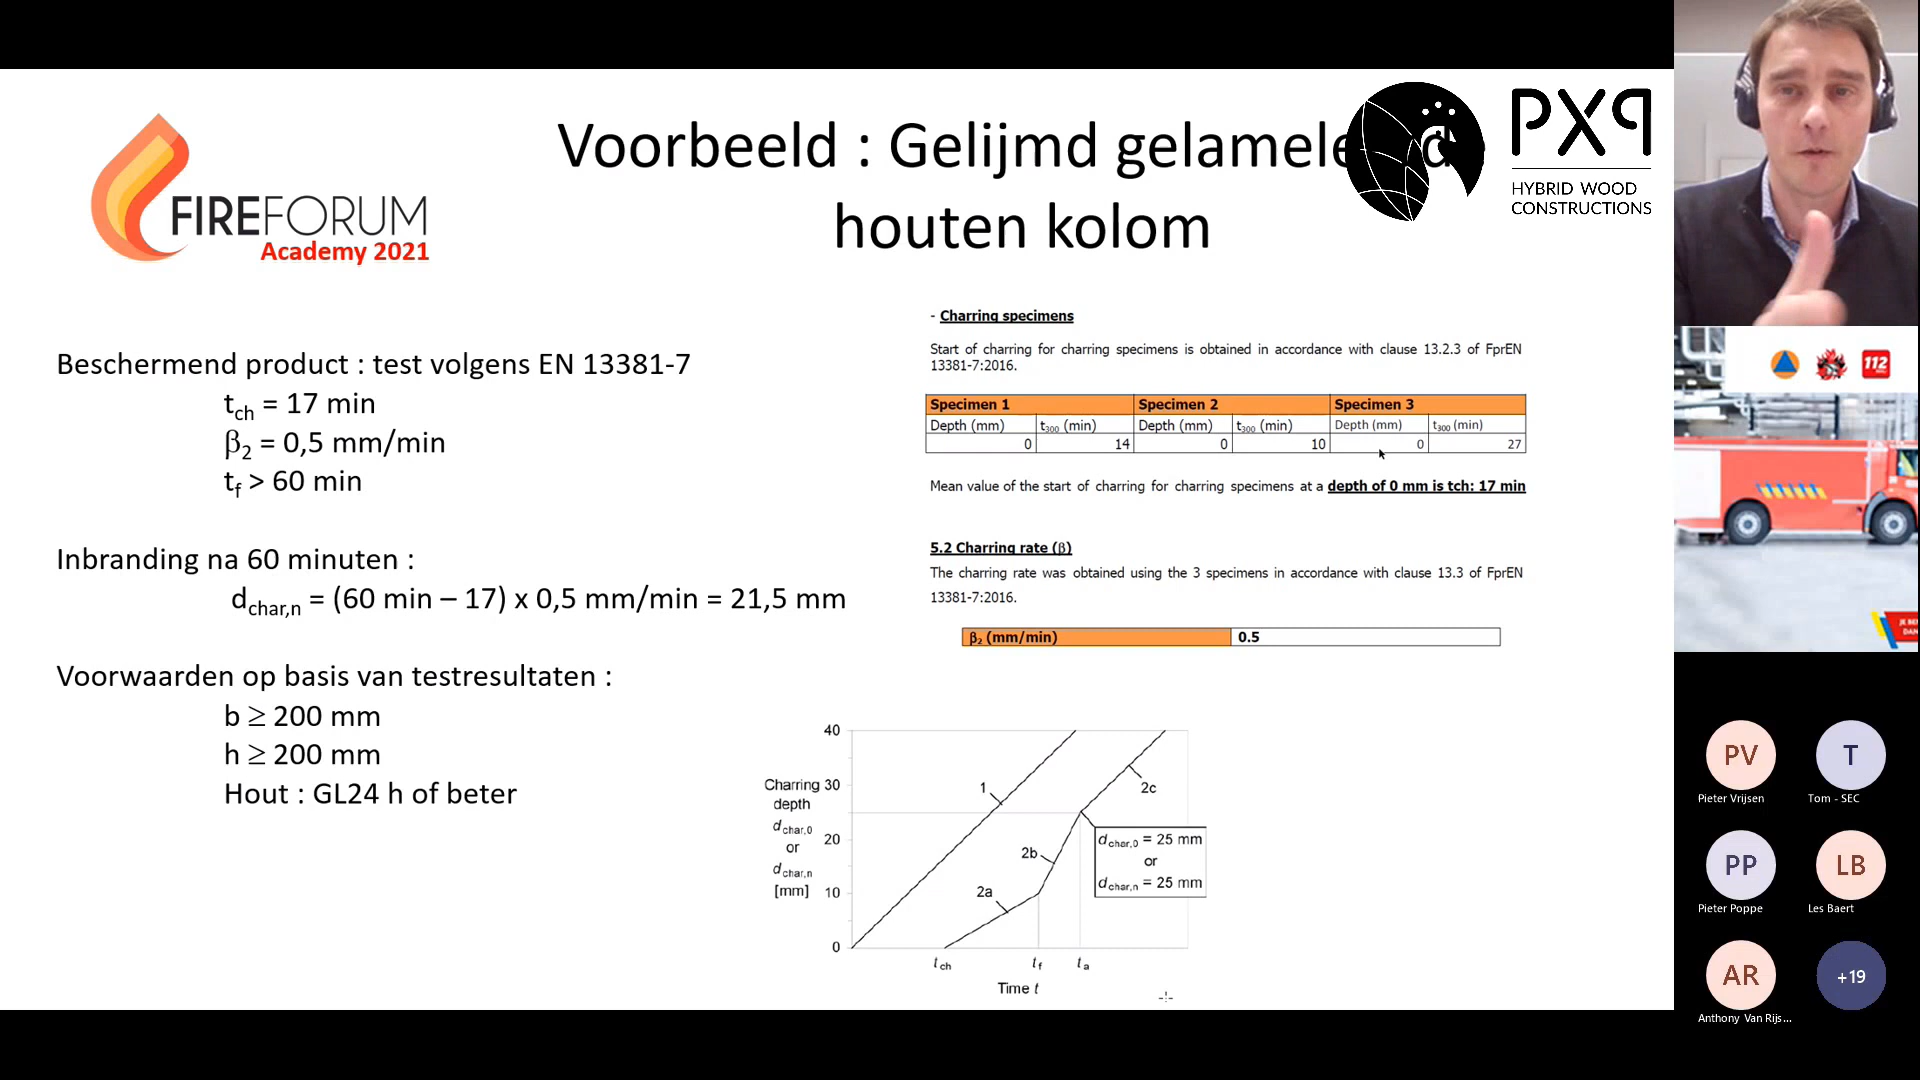 FIREFORUM
Academy 2021
Voorbeeld : Gelijmd gelamele d
houten kolom
PXP
HYBRID WOOD
CONSTRUCTIONS
Beschermend product : test volgens EN 13381-7
tch = 17 min
β2 = 0,5 mm/min
tf > 60 min
Inbranding na 60 minuten :
dchar,n = (60 min – 17) x 0,5 mm/min = 21,5 mm
Voorwaarden op basis van testresultaten :
b ≥ 200 mm
h ≥ 200 mm
Hout : GL24 h of beter
- Charring specimens
Start of charring for charring specimens is obtained in accordance with clause 13.2.3 of FprEN
13381-7:2016.
Specimen 1 Specimen 2 Specimen 3
Depth (mm) t300 (min) Depth (mm) t300 (min) Depth (mm) t300 (min)
0 14 0 10 0 27
Mean value of the start of charring for charring specimens at a depth of 0 mm is tch: 17 min
5.2 Charring rate (β)
The charring rate was obtained using the 3 specimens in accordance with clause 13.3 of FprEN
13381-7:2016.
β2 (mm/min) 0.5
Charring
depth
dchar,0
or
dchar,n
[mm]
40
30
20
10
0
1
2a
2b
2c
dchar,0 = 25 mm
or
dchar,n = 25 mm
tch tf ta
Time t
112
PV
Pieter Vrijsen
T
Tom - SEC
PP
Pieter Poppe
LB
Les Baert
AR
Anthony Van Rijs...
+19